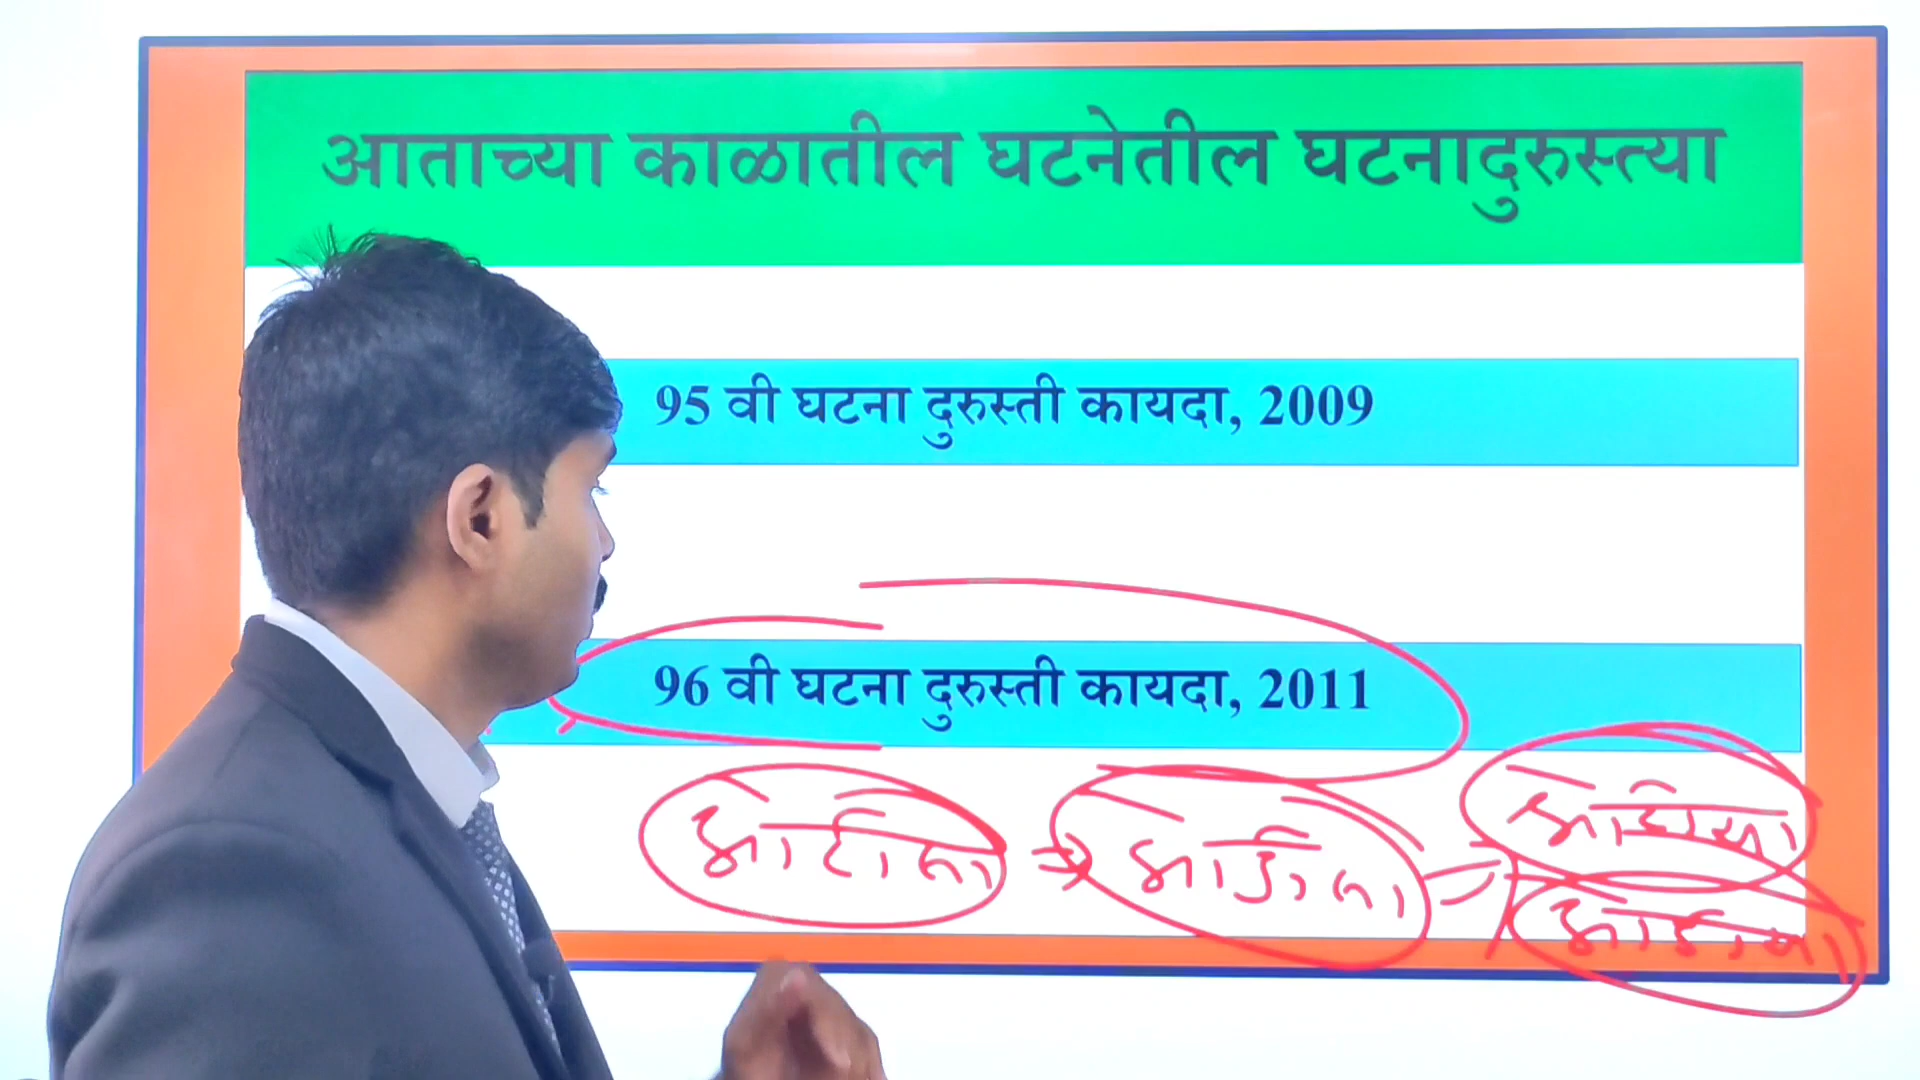 आताच्या काळातील घटनेतील घटनादुरुस्त्या
95 वी घटना दुरुस्ती कायदा, 2009
96 वी घटना दुरुस्ती कायदा, 2011